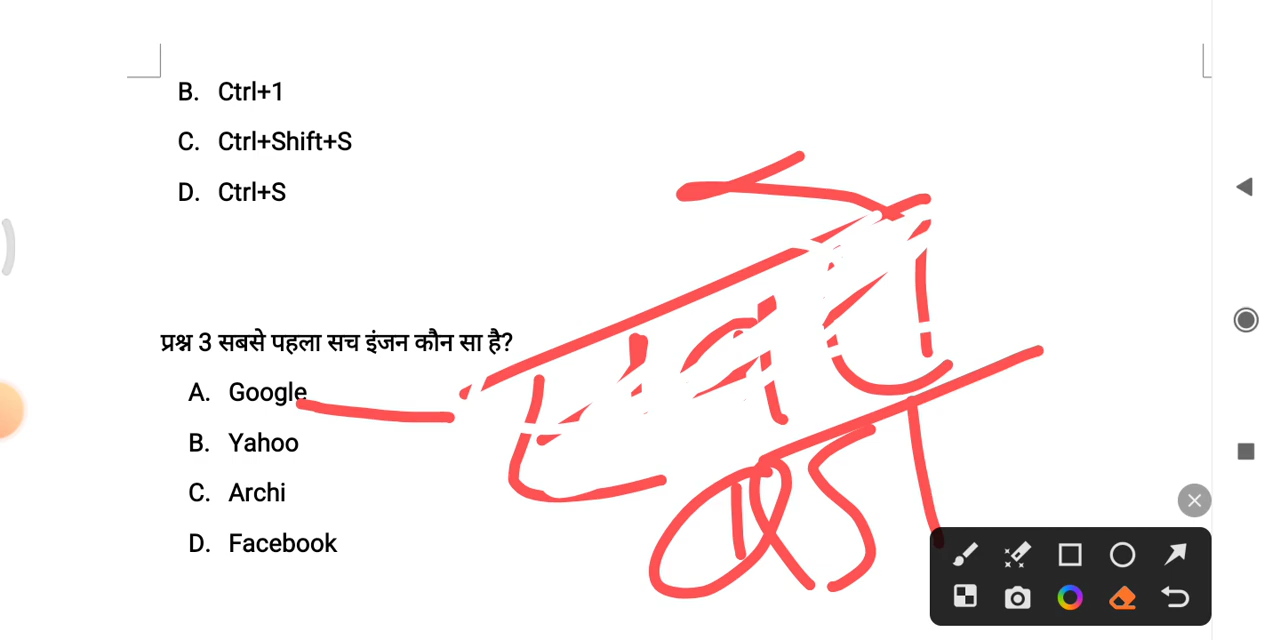 B. Ctrl+1
C. Ctrl+Shift+S
D. Ctrl+S
प्रश्न 3 सबसे पहला सच इंजन कौन सा है?
A. Google
B. Yahoo
C. Archi
D. Facebook